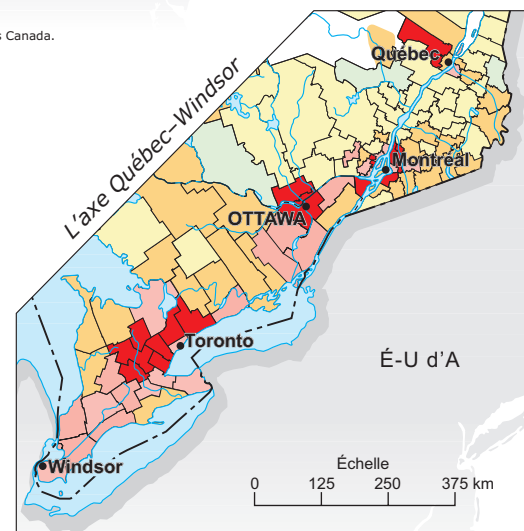 s Canada.
L'axe Québec–Windsor
Québec
Montréal
OTTAWA
Toronto
É-U d'A
Windsor
Échelle
0 125 250 375 km